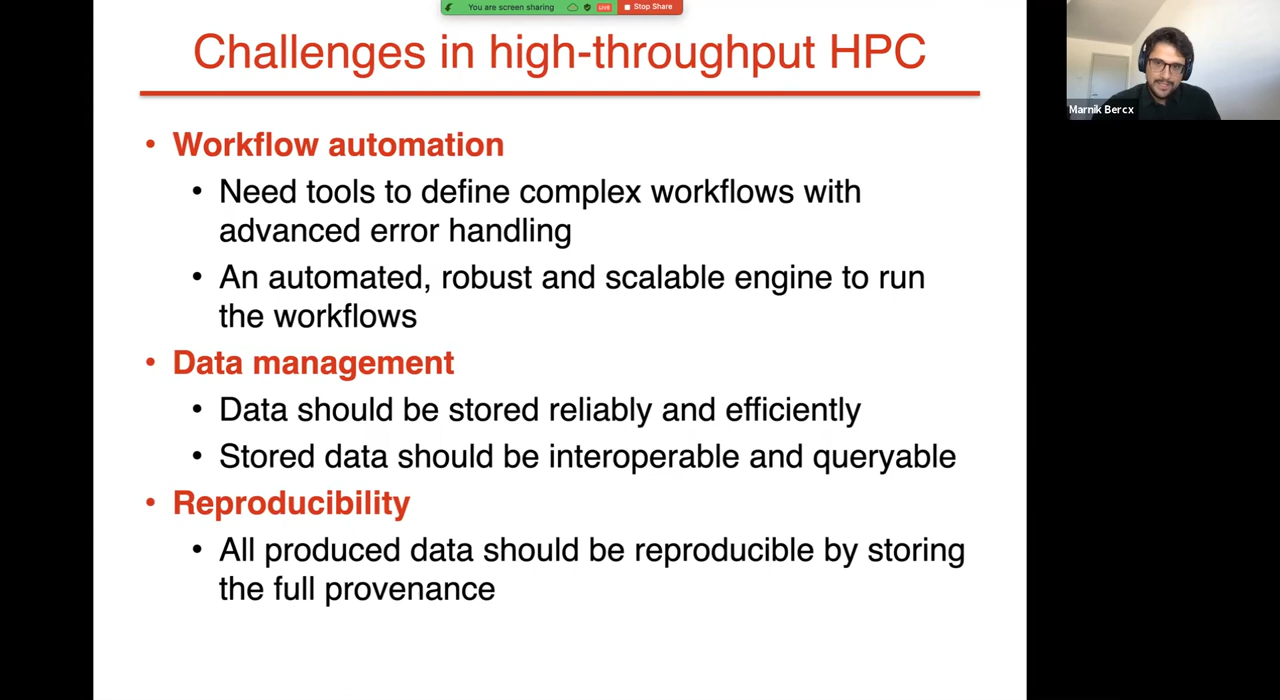 You are screen sharing LIVE Stop Share
Challenges in high-throughput HPC
Marnik Bercx
• Workflow automation
• Need tools to define complex workflows with
advanced error handling
• An automated, robust and scalable engine to run
the workflows
• Data management
• Data should be stored reliably and efficiently
• Stored data should be interoperable and queryable
• Reproducibility
• All produced data should be reproducible by storing
the full provenance